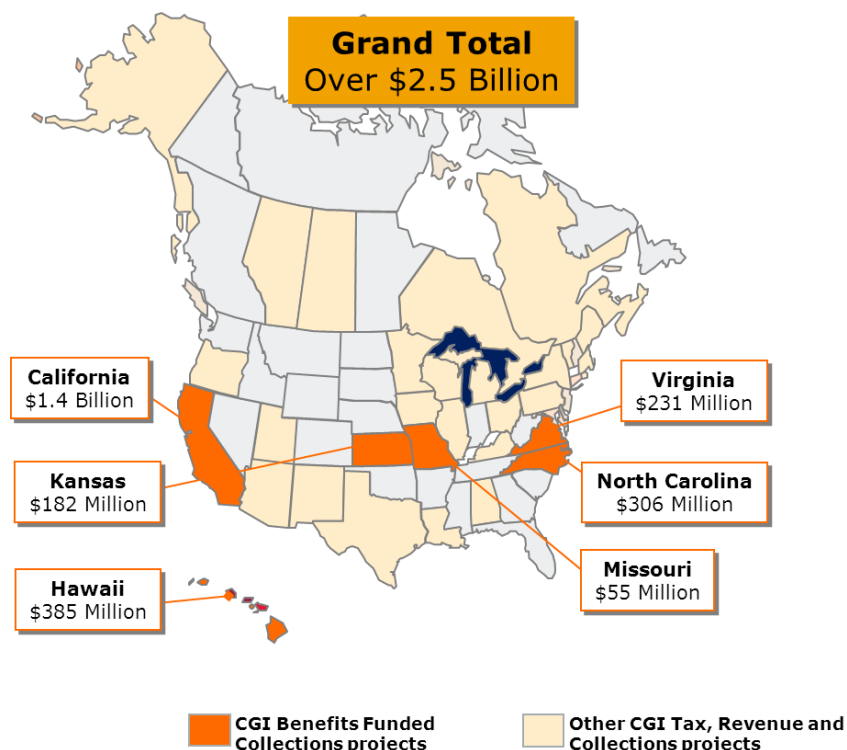 Grand Total
Over $2.5 Billion
California
$1.4 Billion
Virginia
$231 Million
Kansas
$182 Million
North Carolina
$306 Million
Hawaii
$385 Million
Missouri
$55 Million
CGI Benefits Funded
Collections projects
Other CGI Tax, Revenue and
Collections projects